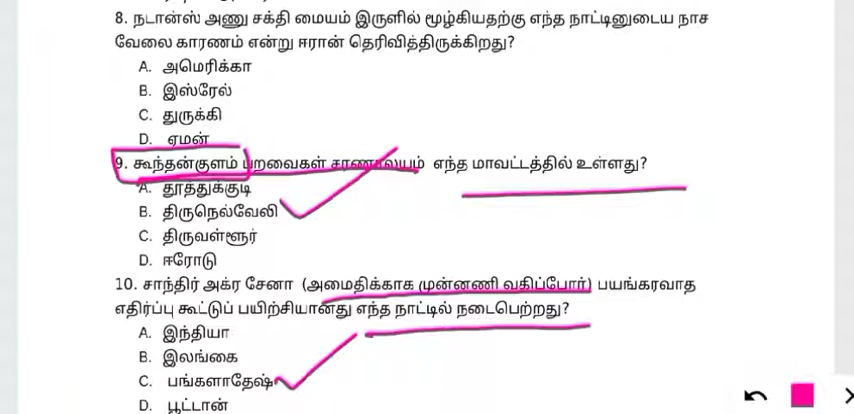 8. நடான்ஸ் அணு சக்தி மையம் இருளில் மூழ்கியதற்கு எந்த நாட்டினுடைய நாச
வேலை காரணம் என்று ஈரான் தெரிவித்திருக்கிறது?
A. அமெரிக்கா
B. இஸ்ரேல்
C. துருக்கி
D. ஏமன்
9. கூந்தன்குளம் பறவைகள் சரணாலயம் எந்த மாவட்டத்தில் உள்ளது?
A. தூத்துக்குடி
B. திருநெல்வேலி
C. திருவள்ளூர்
D. ஈரோடு
10. சாந்திர் அக்ர சேனா (அமைதிக்காக முன்னணி வகிப்போர்) பயங்கரவாத
எதிர்ப்பு கூட்டுப் பயிற்சியானது எந்த நாட்டில் நடைபெற்றது?
A. இந்தியா
B. இலங்கை
C. பங்களாதேஷ்
D. பூட்டான்